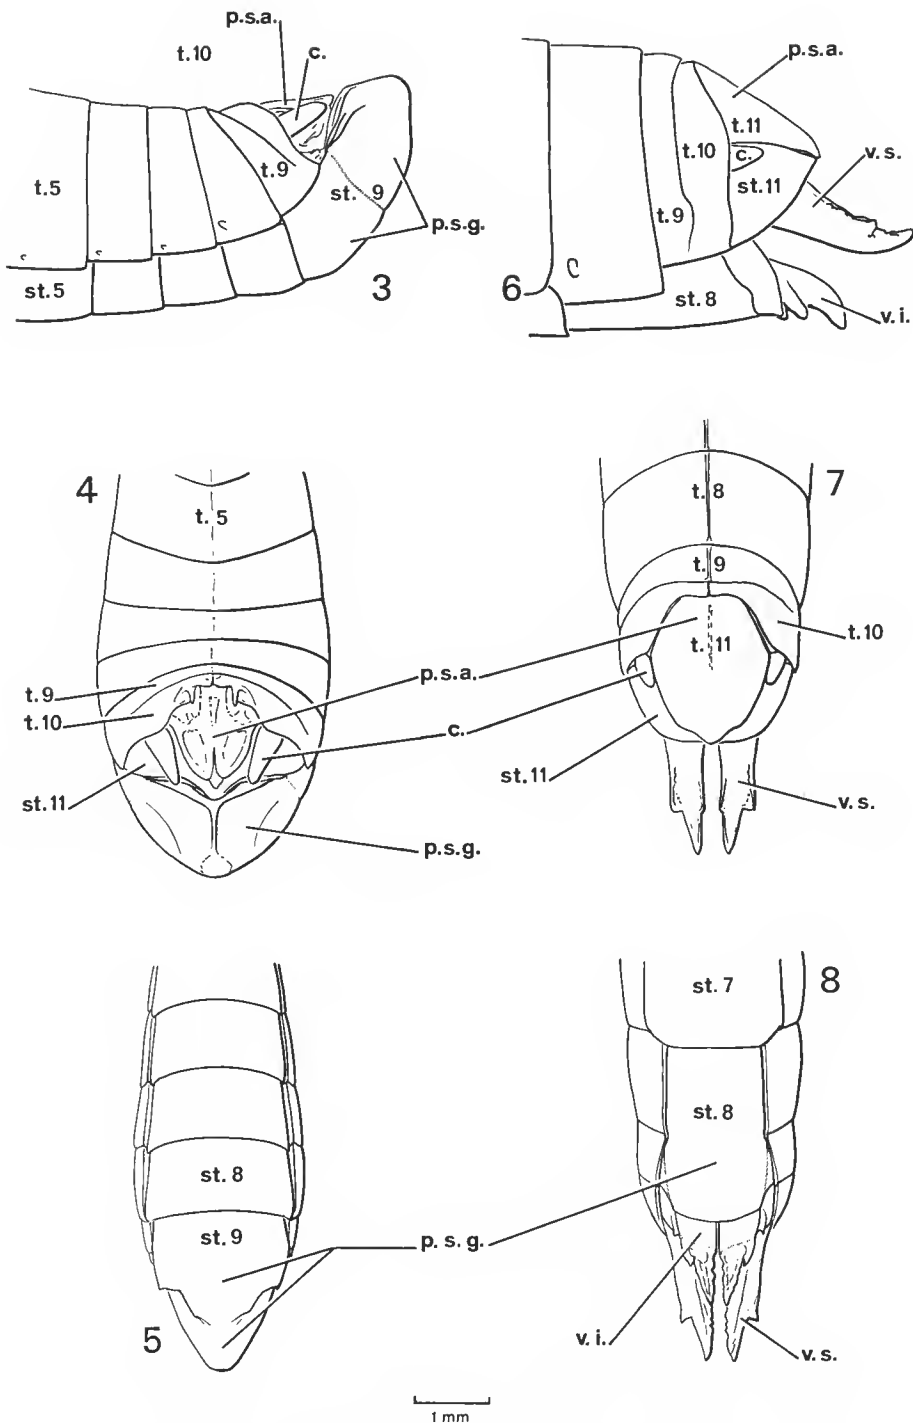 p.s.a.
t.10
c.
t.5
t.9
st. 9
p.s.g.
st.5
3
p.s.a.
t.11
t.10
c.
v.s.
st.11
t.9
6
st.8
v.i.
4
t. 5
t.9
t.10
st.11
p.s.a.
c.
p.s.g.
7
t. 8
t. 9
t.10
t. 11
st.11
v.s.
st. 8
st. 9
p. s. g.
5
st. 7
8
st. 8
v.i.
v.s.
1 mm